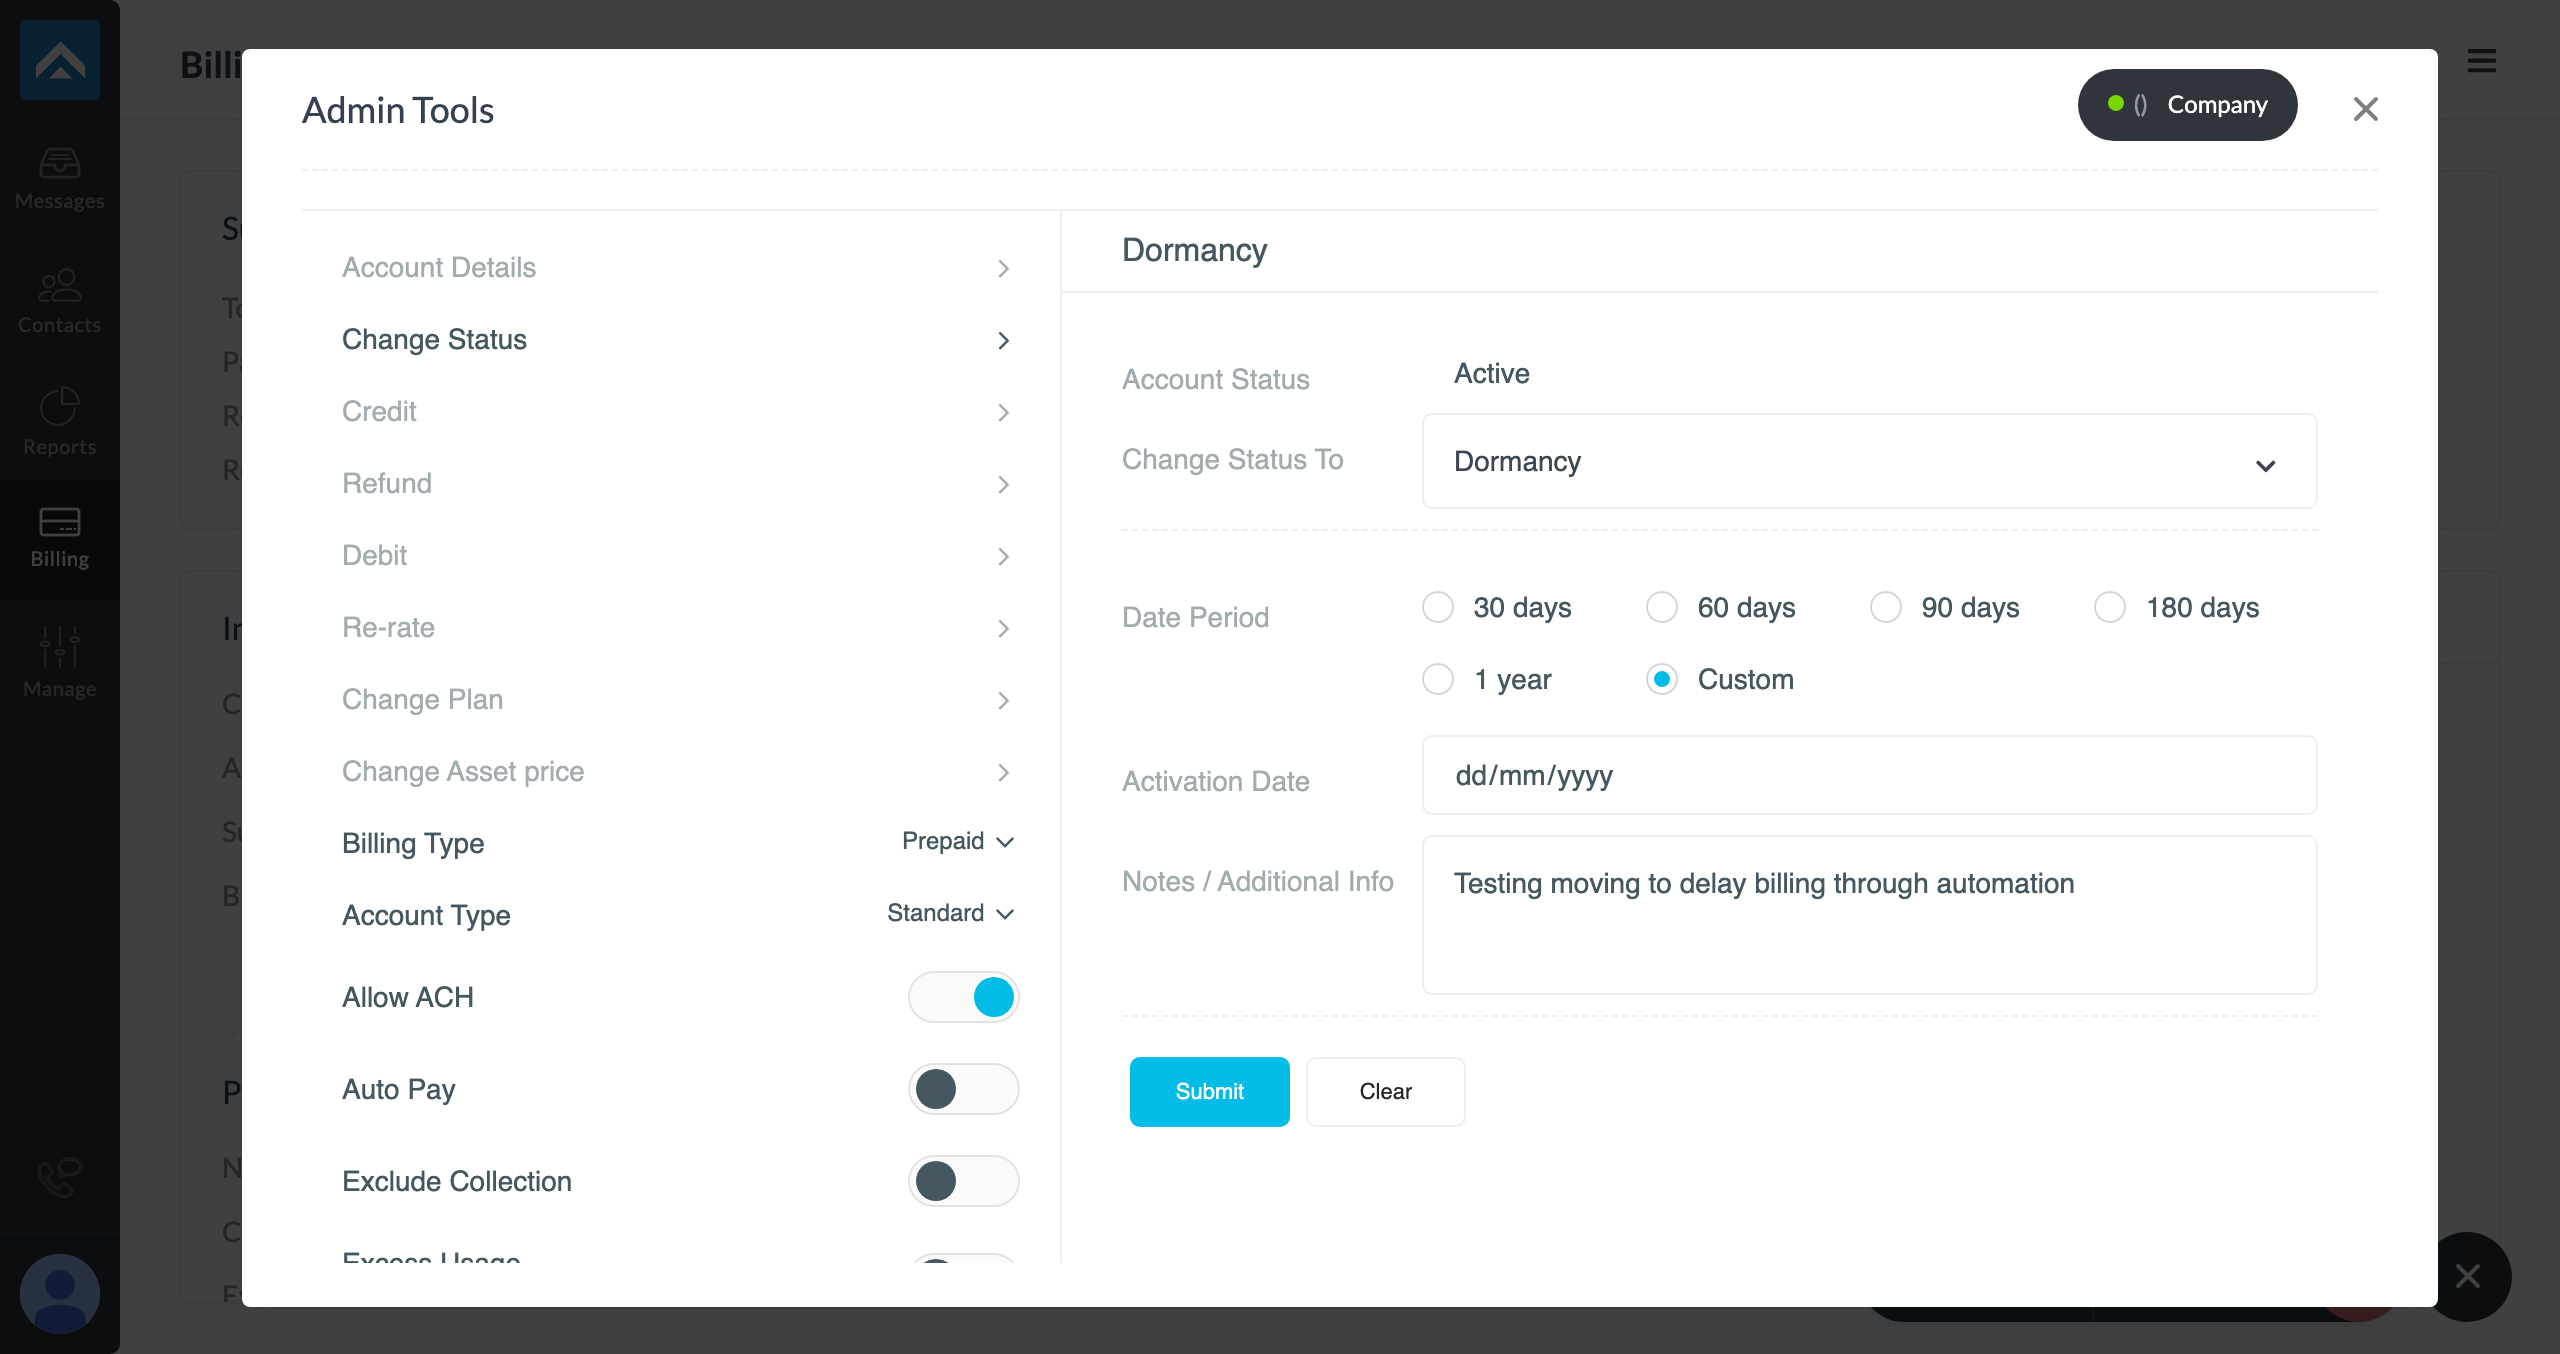 Billi
Admin Tools
() Company
Messages
Contacts
Reports
Billing
Manage
Account Details
Change Status
Credit
Refund
Debit
Re-rate
Change Plan
Change Asset price
Billing Type Prepaid
Account Type Standard
Allow ACH
Auto Pay
Exclude Collection
Excess Usage
Dormancy
Account Status Active
Change Status To Dormancy
Date Period 30 days 60 days 90 days 180 days
1 year Custom
Activation Date dd/mm/yyyy
Notes / Additional Info Testing moving to delay billing through automation
Submit Clear